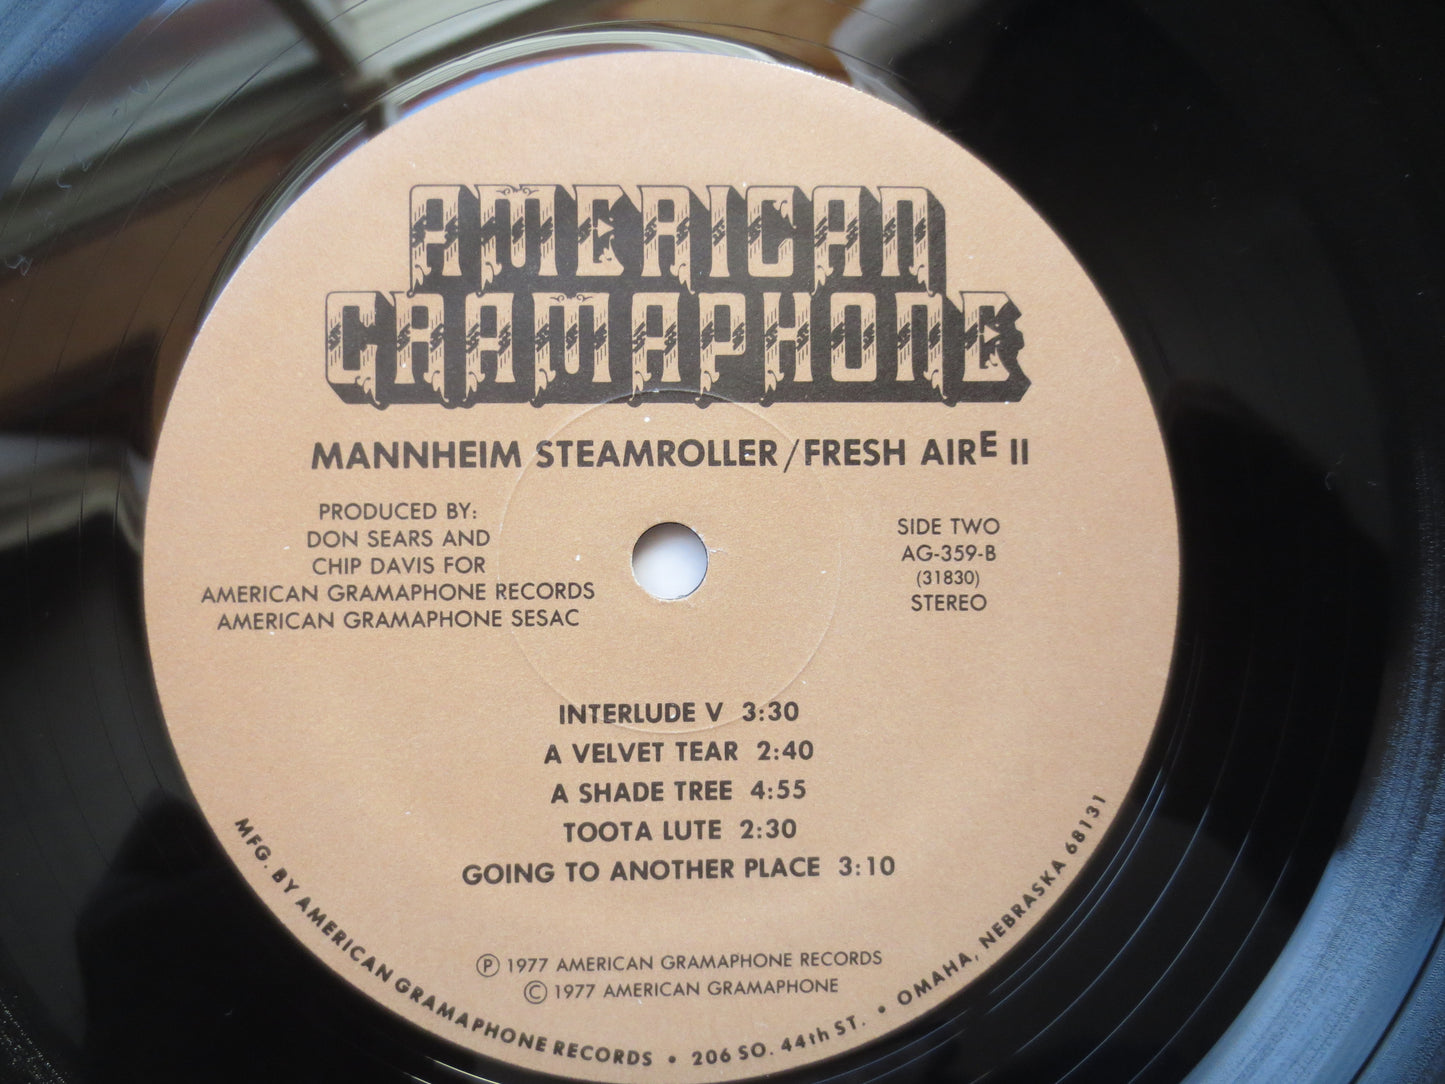 AMERICAN
GRAMAPHONE
MANNHEIM STEAMROLLER/FRESH AIRE II
PRODUCED BY:
DON SEARS AND
CHIP DAVIS FOR
AMERICAN GRAMAPHONE RECORDS
AMERICAN GRAMAPHONE SESAC
SIDE TWO
AG-359-B
(31830)
STEREO
INTERLUDE V 3:30
A VELVET TEAR 2:40
A SHADE TREE 4:55
TOOTA LUTE 2:30
GOING TO ANOTHER PLACE 3:10
Ⓟ 1977 AMERICAN GRAMAPHONE RECORDS
© 1977 AMERICAN GRAMAPHONE
MFG. BY AMERICAN GRAMAPHONE RECORDS • 206 SO. 44th ST. • OMAHA, NEBRASKA 68131